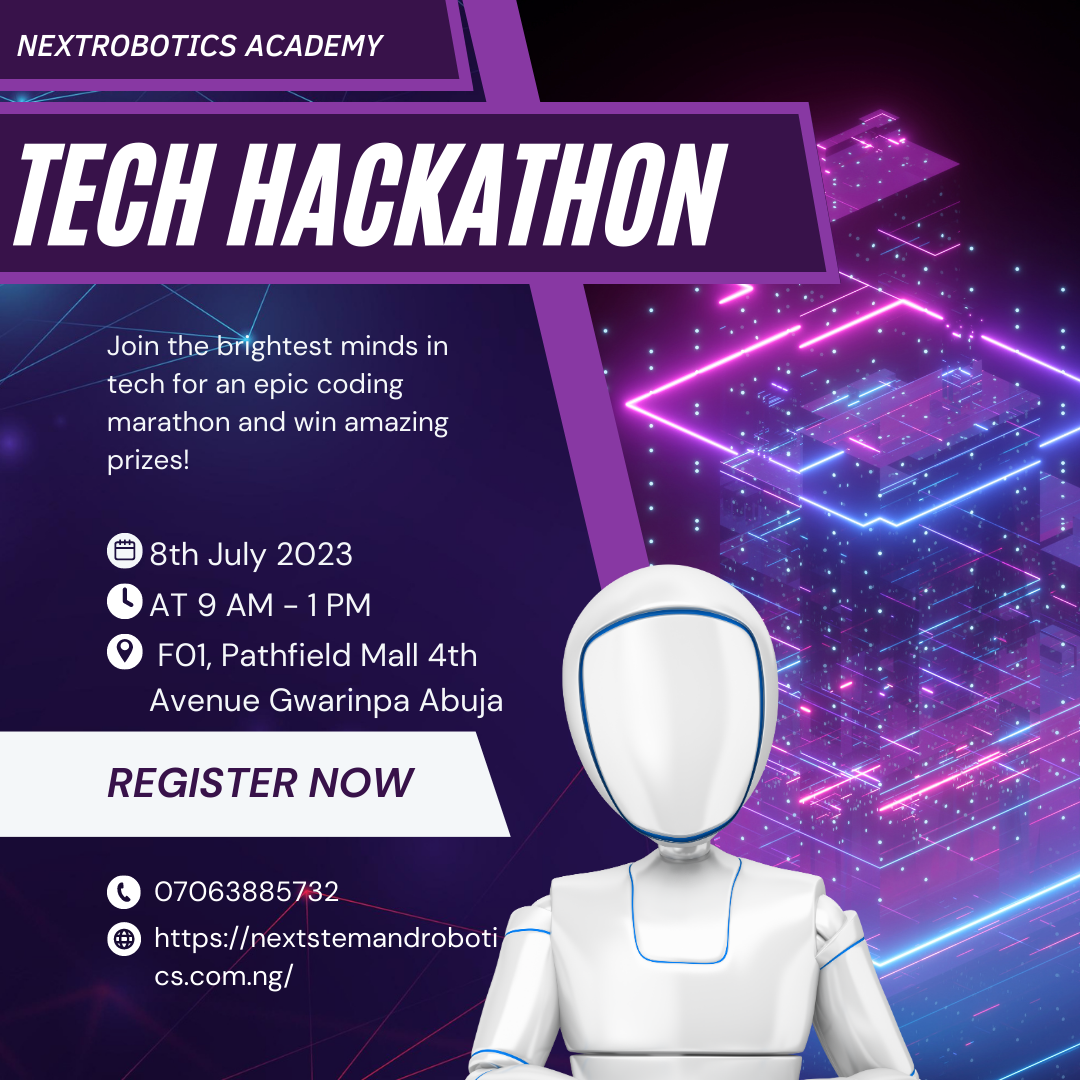 NEXTROBOTICS ACADEMY
TECH HACKATHON
Join the brightest minds in
tech for an epic coding
marathon and win amazing
prizes!
8th July 2023
AT 9 AM - 1 PM
F01, Pathfield Mall 4th
Avenue Gwarinpa Abuja
REGISTER NOW
07063885732
https://nextstemandroboti
cs.com.ng/